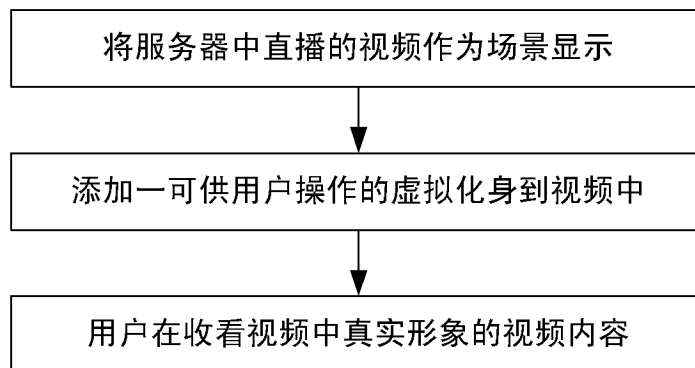 将服务器中直播的视频作为场景显示
添加一可供用户操作的虚拟化身到视频中
用户在收看视频中真实形象的视频内容